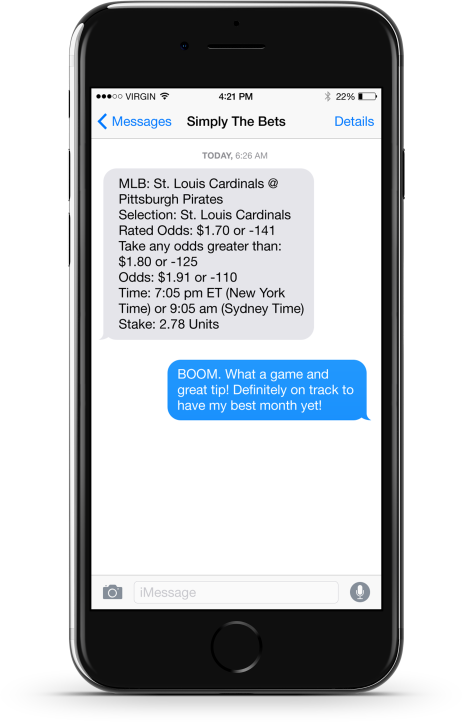 ●●●○○ VIRGIN 4:21 PM 22%
Messages Simply The Bets Details
TODAY, 6:26 AM
MLB: St. Louis Cardinals @
Pittsburgh Pirates
Selection: St. Louis Cardinals
Rated Odds: $1.70 or -141
Take any odds greater than:
$1.80 or -125
Odds: $1.91 or -110
Time: 7:05 pm ET (New York
Time) or 9:05 am (Sydney Time)
Stake: 2.78 Units
BOOM. What a game and
great tip! Definitely on track to
have my best month yet!
iMessage